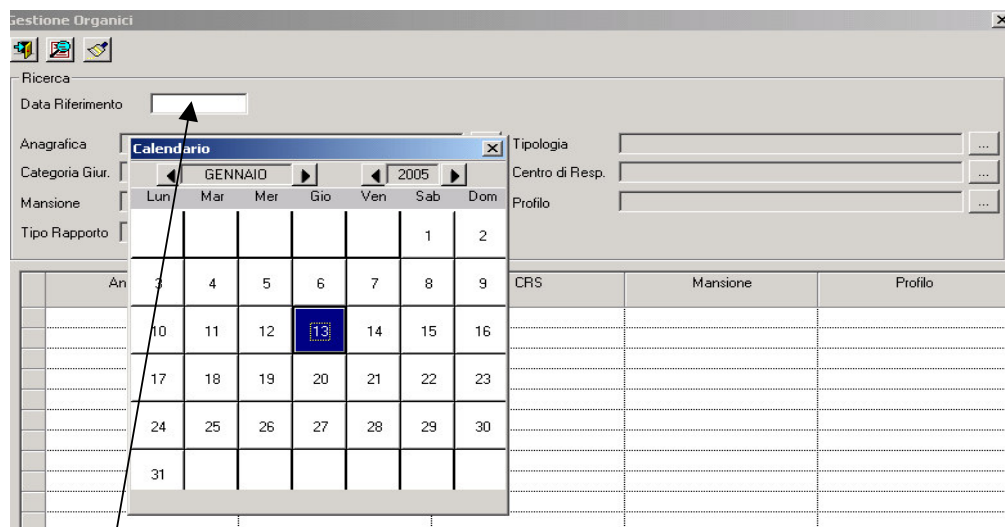 Gestione Organici
Ricerca
Data Riferimento
Anagrafica
Tipologia
...
Categoria Giur.
Centro di Resp.
...
Mansione
Profilo
...
Tipo Rapporto
Calendario
GENNAIO 2005
Lun Mar Mer Gio Ven Sab Dom
1 2
3 4 5 6 7 8 9
10 11 12 13 14 15 16
17 18 19 20 21 22 23
24 25 26 27 28 29 30
31
An CRS Mansione Profilo